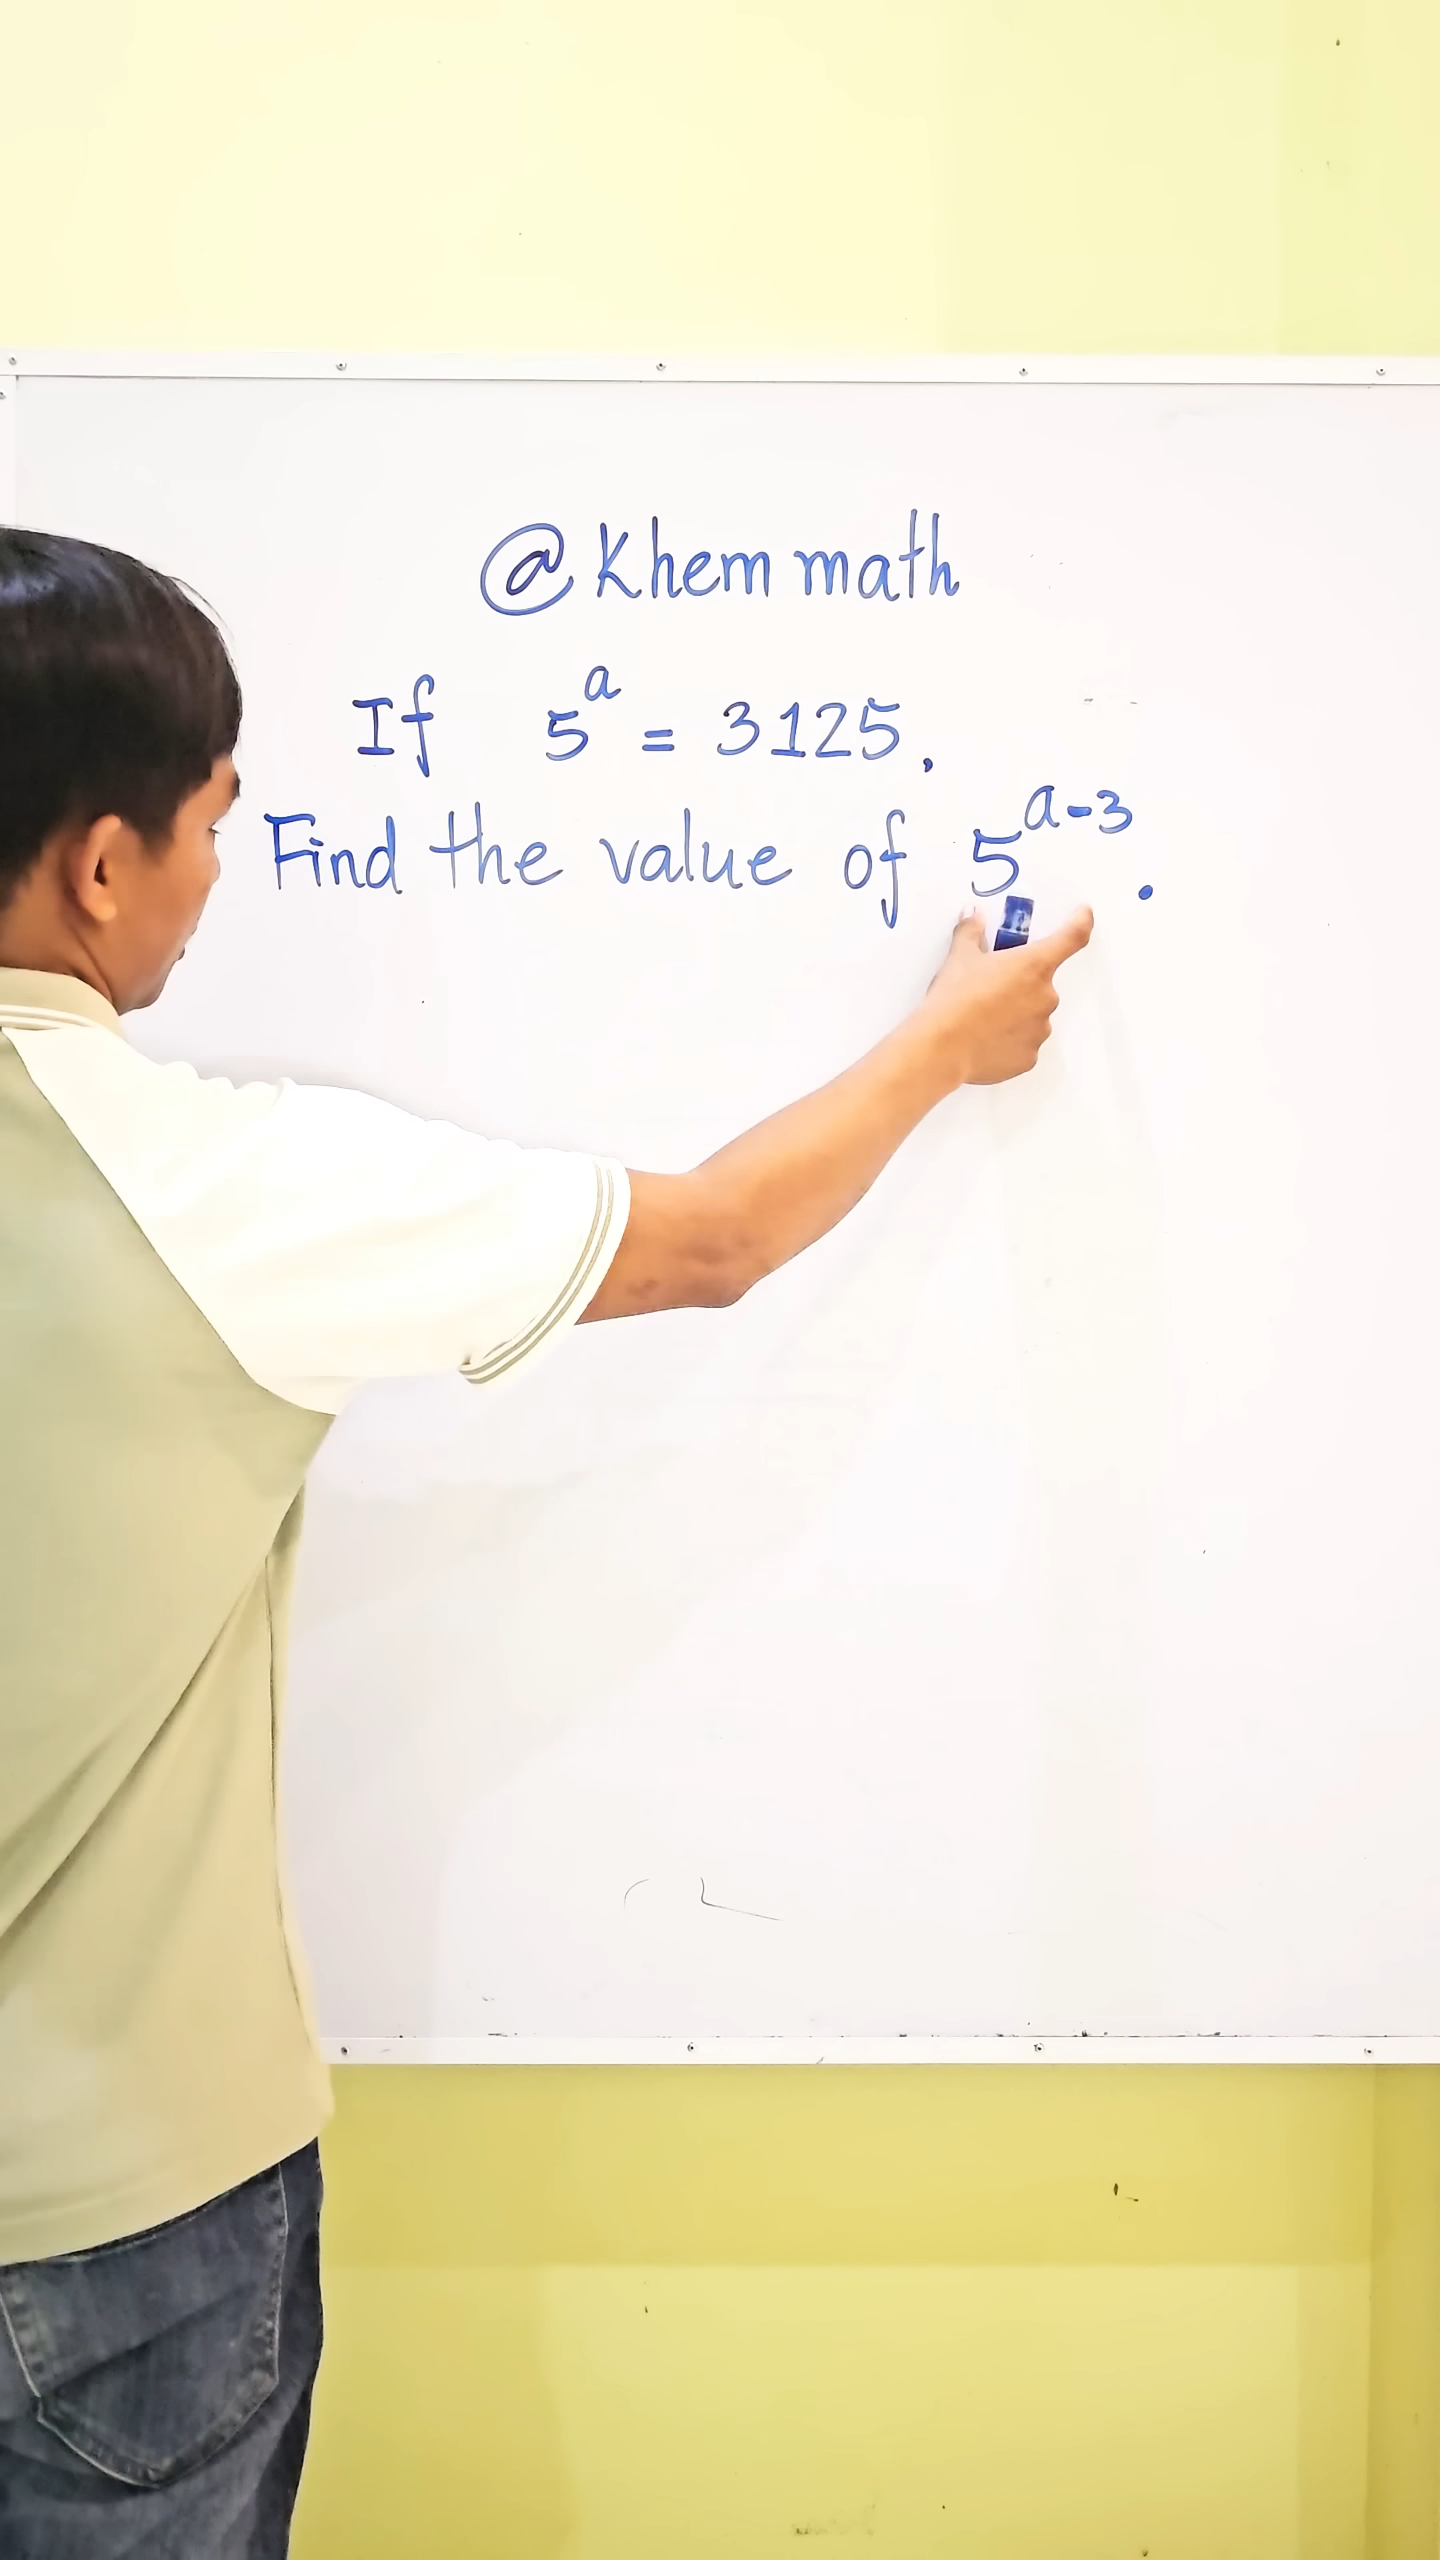 @Khem math
If 5^a = 3125,
Find the value of 5^a-3.